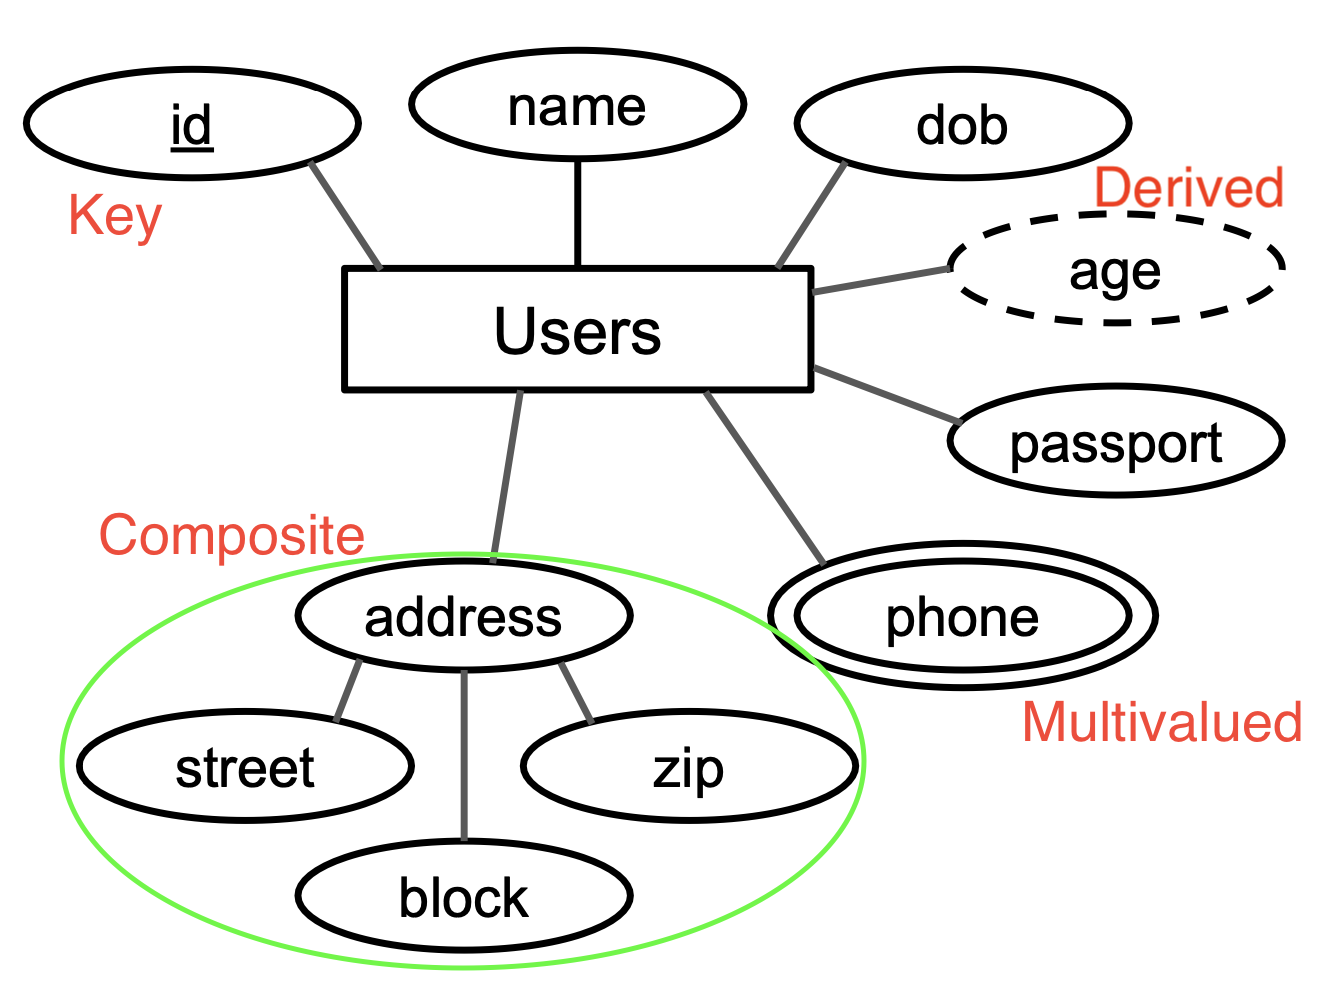 id
name
dob
Key
Derived
age
Users
passport
Composite
address
phone
Multivalued
street
zip
block